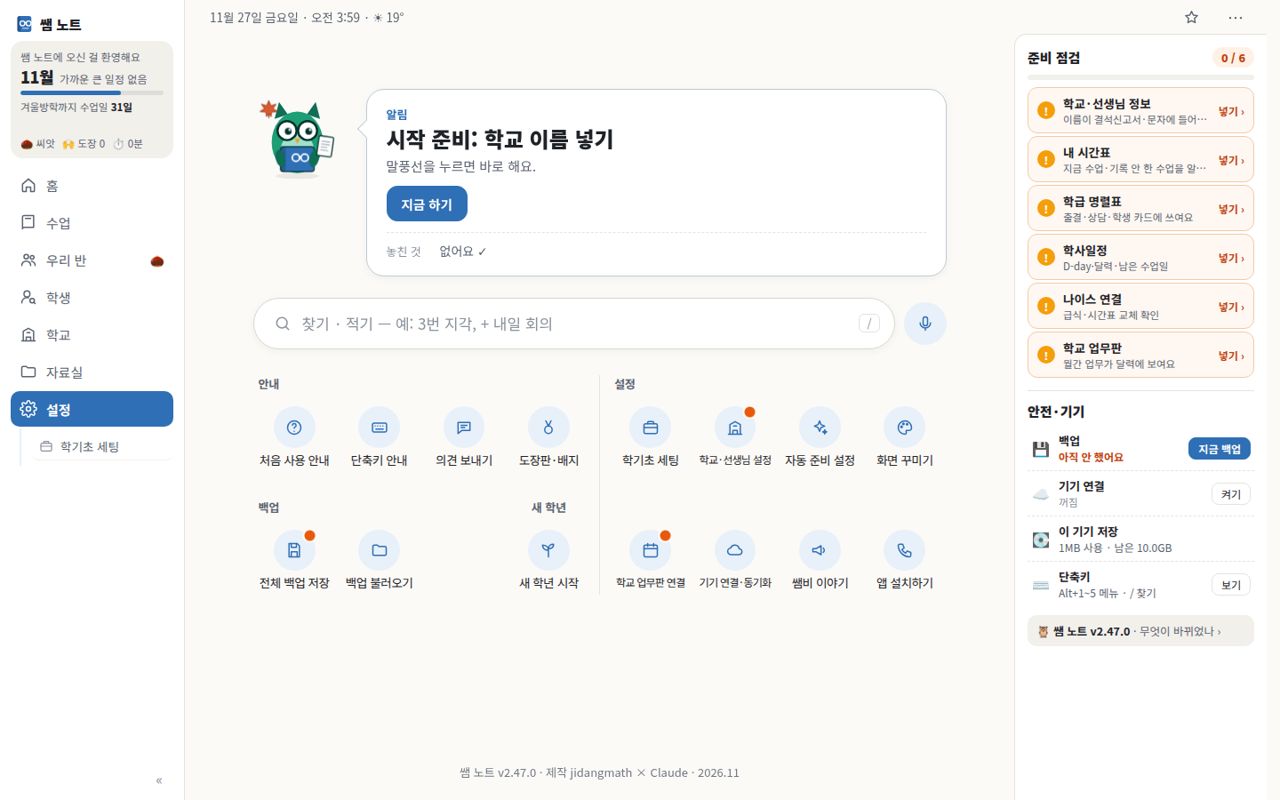 쌤 노트
쌤 노트에 오신 걸 환영해요
11월 가까운 큰 일정 없음
겨울방학까지 수업일 31일
씨앗 도장 0 0분
홈
수업
우리 반
학생
학교
자료실
설정
학기초 세팅
«
11월 27일 금요일 · 오전 3:59 · ☀ 19°
알림
시작 준비: 학교 이름 넣기
말풍선을 누르면 바로 해요.
지금 하기
놓친 것 없어요 ✓
찾기 · 적기 — 예: 3번 지각, + 내일 회의 /
안내
처음 사용 안내 단축키 안내 의견 보내기 도장판·배지
설정
학기초 세팅 학교·선생님 설정 자동 준비 설정 화면 꾸미기
백업 새 학년
전체 백업 저장 백업 불러오기 새 학년 시작
학교 업무판 연결 기기 연결·동기화 쌤비 이야기 앱 설치하기
쌤 노트 v2.47.0 · 제작 jidangmath × Claude · 2026.11
준비 점검 0 / 6
학교·선생님 정보
이름이 결석신고서·문자에 들어…
넣기 ›
내 시간표
지금 수업·기록 안 한 수업을 알…
넣기 ›
학급 명렬표
출결·상담·학생 카드에 쓰여요
넣기 ›
학사일정
D-day·달력·남은 수업일
넣기 ›
나이스 연결
급식·시간표 교체 확인
넣기 ›
학교 업무판
월간 업무가 달력에 보여요
넣기 ›
안전·기기
백업
아직 안 했어요
지금 백업
기기 연결
꺼짐
켜기
이 기기 저장
1MB 사용 · 남은 10.0GB
단축키
Alt+1~5 메뉴 · / 찾기
보기
쌤 노트 v2.47.0 · 무엇이 바뀌었나 ›